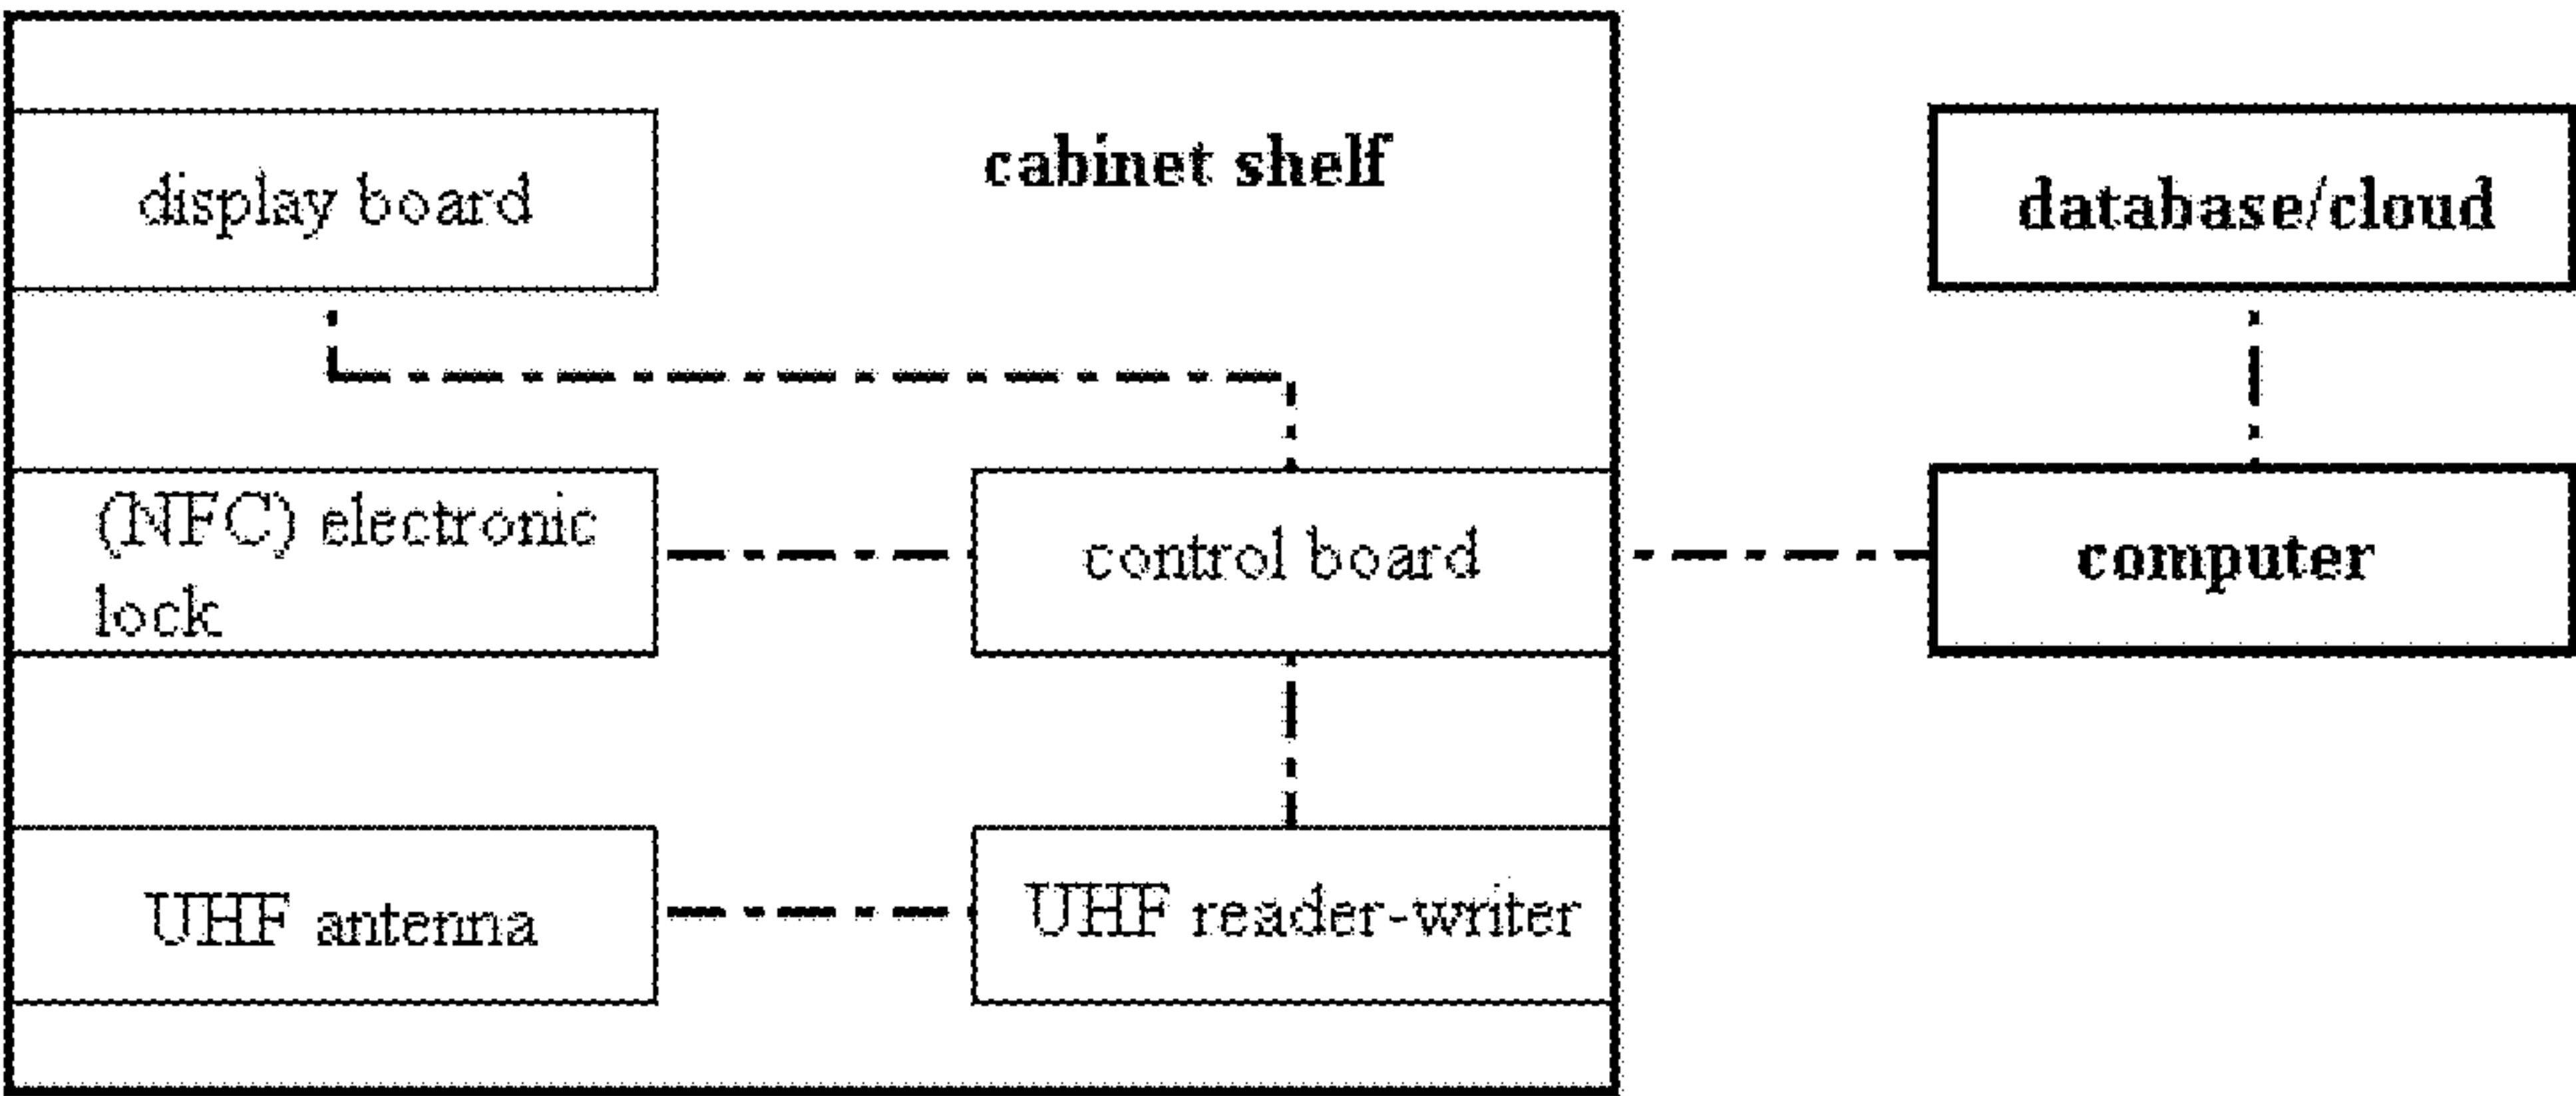 cabinet shelf
display board
database/cloud
(NFC) electronic
lock
control board
computer
UHF antenna
UHF reader-writer